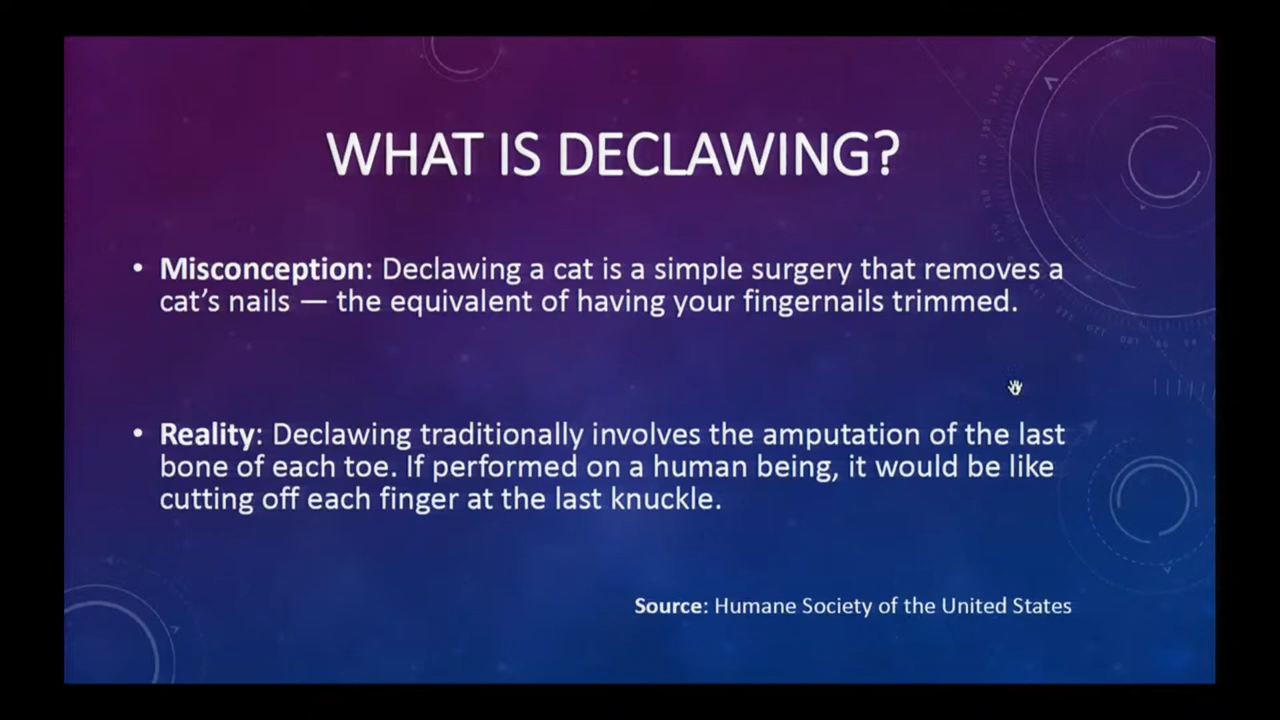 WHAT IS DECLAWING?
• Misconception: Declawing a cat is a simple surgery that removes a
cat's nails — the equivalent of having your fingernails trimmed.
• Reality: Declawing traditionally involves the amputation of the last
bone of each toe. If performed on a human being, it would be like
cutting off each finger at the last knuckle.
Source: Humane Society of the United States